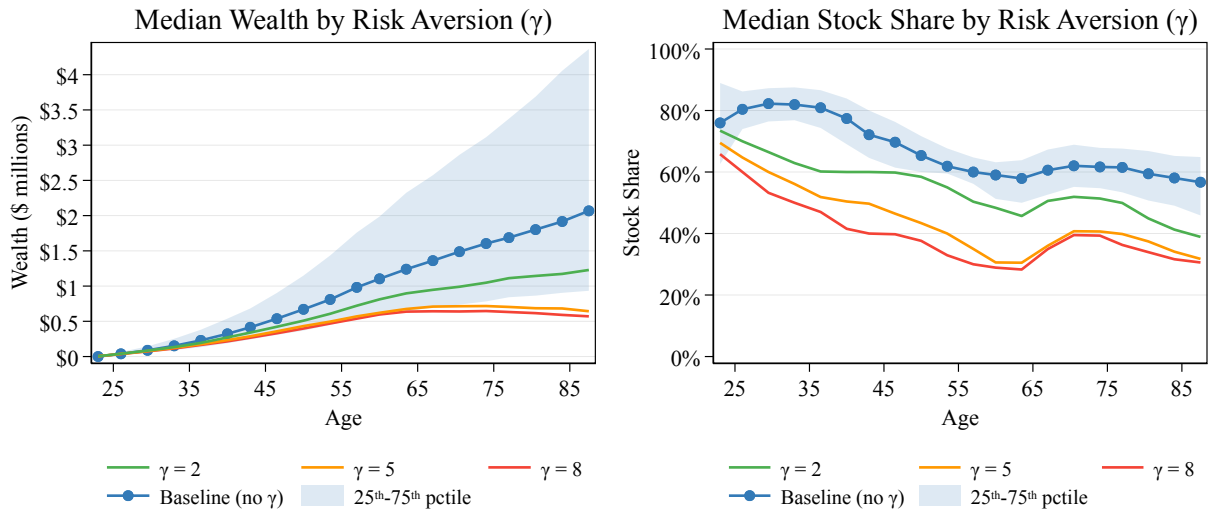 Median Wealth by Risk Aversion (γ)
Wealth ($ millions)
$4
$3.5
$3
$2.5
$2
$1.5
$1
$0.5
$0
25 35 45 55 65 75 85
Age
γ = 2 γ = 5 γ = 8
Baseline (no γ) 25th-75th pctile
Median Stock Share by Risk Aversion (γ)
Stock Share
100%
80%
60%
40%
20%
0%
25 35 45 55 65 75 85
Age
γ = 2 γ = 5 γ = 8
Baseline (no γ) 25th-75th pctile